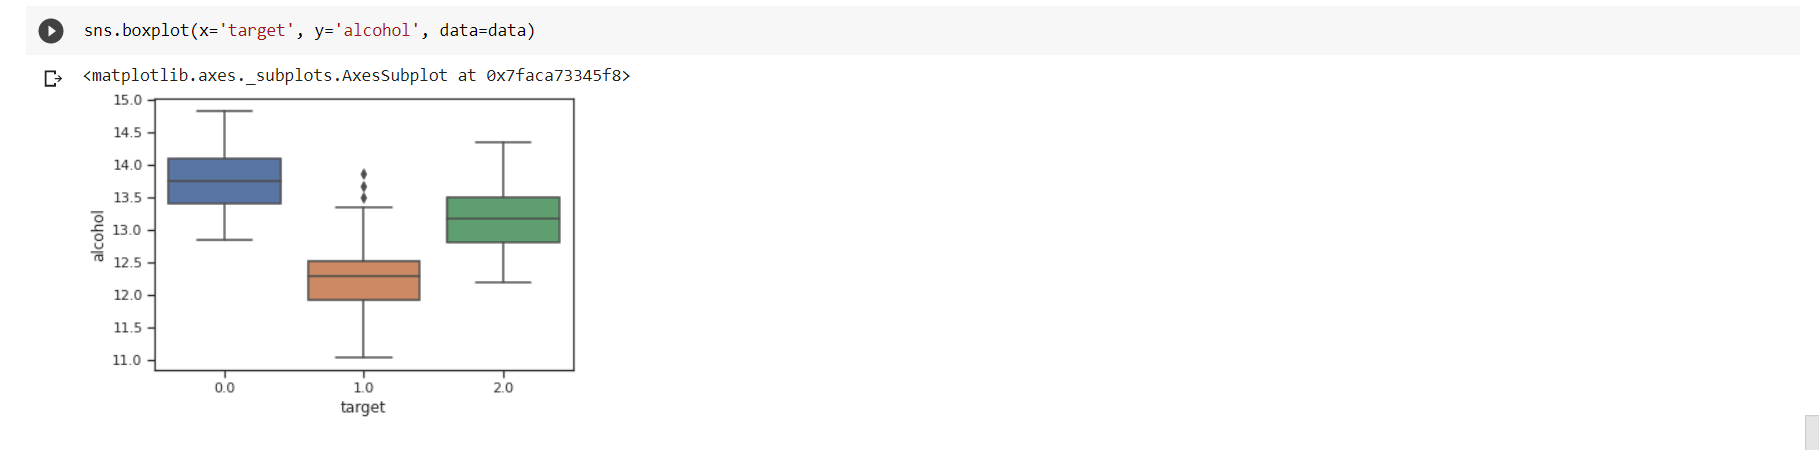 sns.boxplot(x='target', y='alcohol', data=data)
<matplotlib.axes._subplots.AxesSubplot at 0x7faca73345f8>
15.0
14.5
14.0
13.5
13.0
12.5
12.0
11.5
11.0
alcohol
0.0 1.0 2.0
target